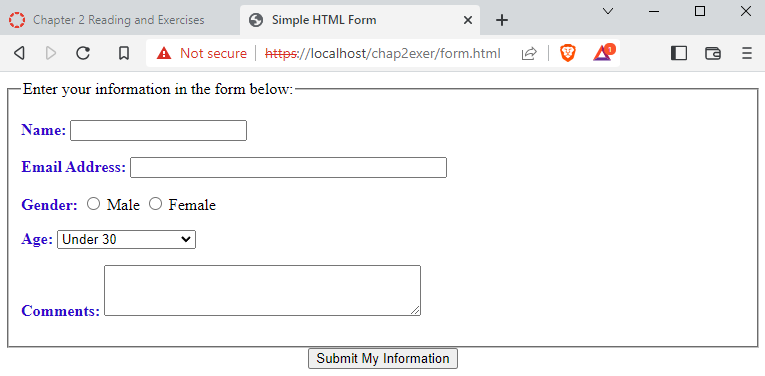 Chapter 2 Reading and Exercises
Simple HTML Form
Not secure https://localhost/chap2exer/form.html
1
Enter your information in the form below:
Name:
Email Address:
Gender: Male Female
Age: Under 30
Comments:
Submit My Information